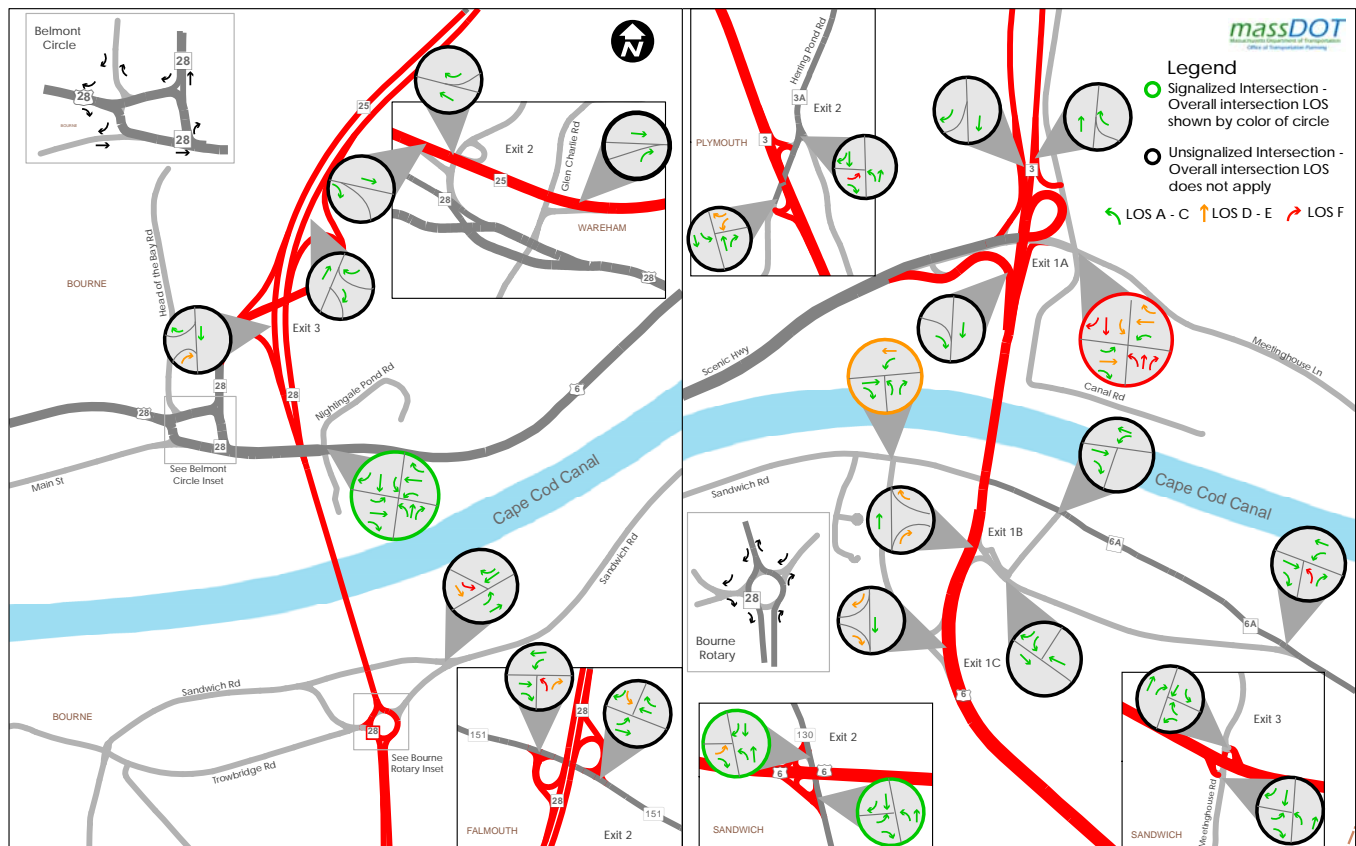 Belmont
Circle
28
28
28
BOURNE
N
25
Exit 2
Glen Charlie Rd
25
28
WAREHAM
28
BOURNE
Head of the Bay Rd
Exit 3
28
28
28
28
Nightingale Pond Rd
6
See Belmont
Circle Inset
Main St
Cape Cod Canal
Sandwich Rd
Sandwich Rd
BOURNE
28
See Bourne
Rotary Inset
Trowbridge Rd
151
28
28
151
FALMOUTH
Exit 2
Herring Pond Rd
3A
Exit 2
PLYMOUTH
3
massDOT
Massachusetts Department of Transportation
Office of Transportation Planning
Legend
Signalized Intersection -
Overall intersection LOS
shown by color of circle
Unsignalized Intersection -
Overall intersection LOS
does not apply
LOS A - C
LOS D - E
LOS F
3
Exit 1A
Scenic Hwy
Meetinghouse Ln
Canal Rd
Sandwich Rd
Cape Cod Canal
Exit 1B
6A
6A
28
Bourne
Rotary
Exit 1C
6
130
Exit 2
6
6
SANDWICH
Exit 3
Meetinghouse Rd
SANDWICH